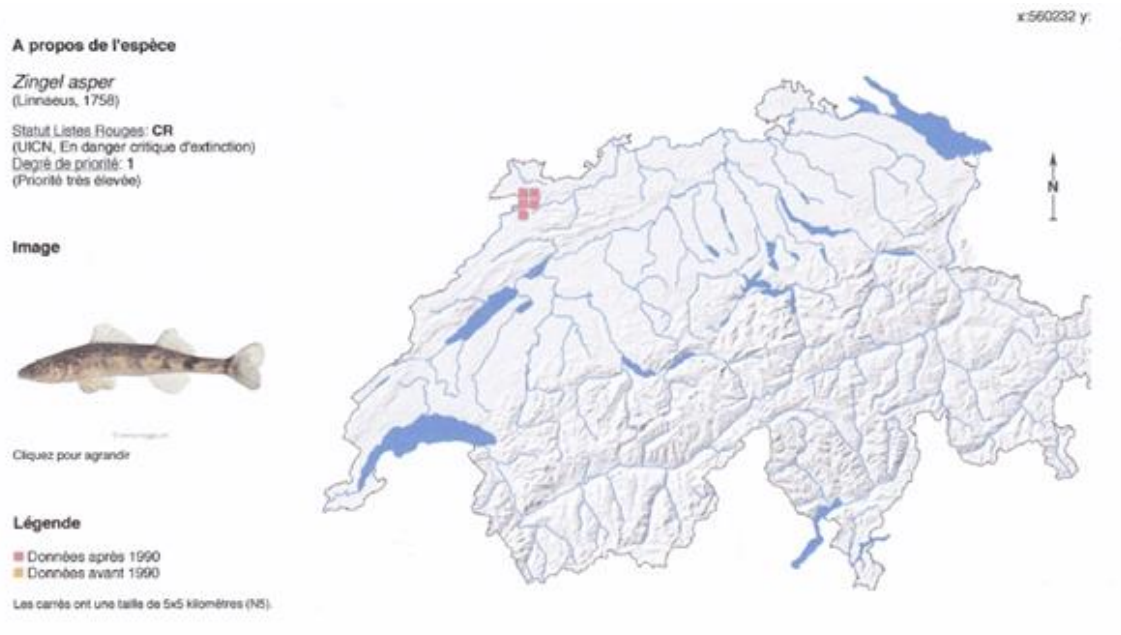 x:560232 y:
A propos de l'espèce
Zingel asper
(Linnaeus, 1758)
Statut Listes Rouges: CR
(UICN, En danger critique d'extinction)
Degré de priorité: 1
(Priorité très élevée)
Image
Cliquez pour agrandir
Légende
Données après 1990
Données avant 1990
Les carrés ont une taille de 5x5 kilomètres (N5).
N